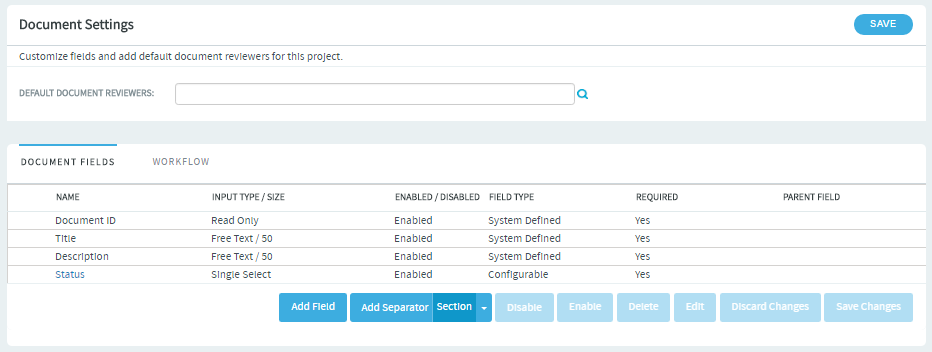 Document Settings SAVE
Customize fields and add default document reviewers for this project.
DEFAULT DOCUMENT REVIEWERS:
DOCUMENT FIELDS WORKFLOW
NAME INPUT TYPE / SIZE ENABLED / DISABLED FIELD TYPE REQUIRED PARENT FIELD
Document ID Read Only Enabled System Defined Yes
Title Free Text / 50 Enabled System Defined Yes
Description Free Text / 50 Enabled System Defined Yes
Status Single Select Enabled Configurable Yes
Add Field Add Separator Section Disable Enable Delete Edit Discard Changes Save Changes